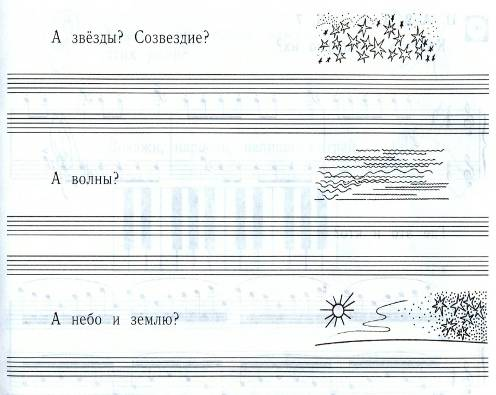 А звёзды? Созвездие?
А волны?
А небо и землю?